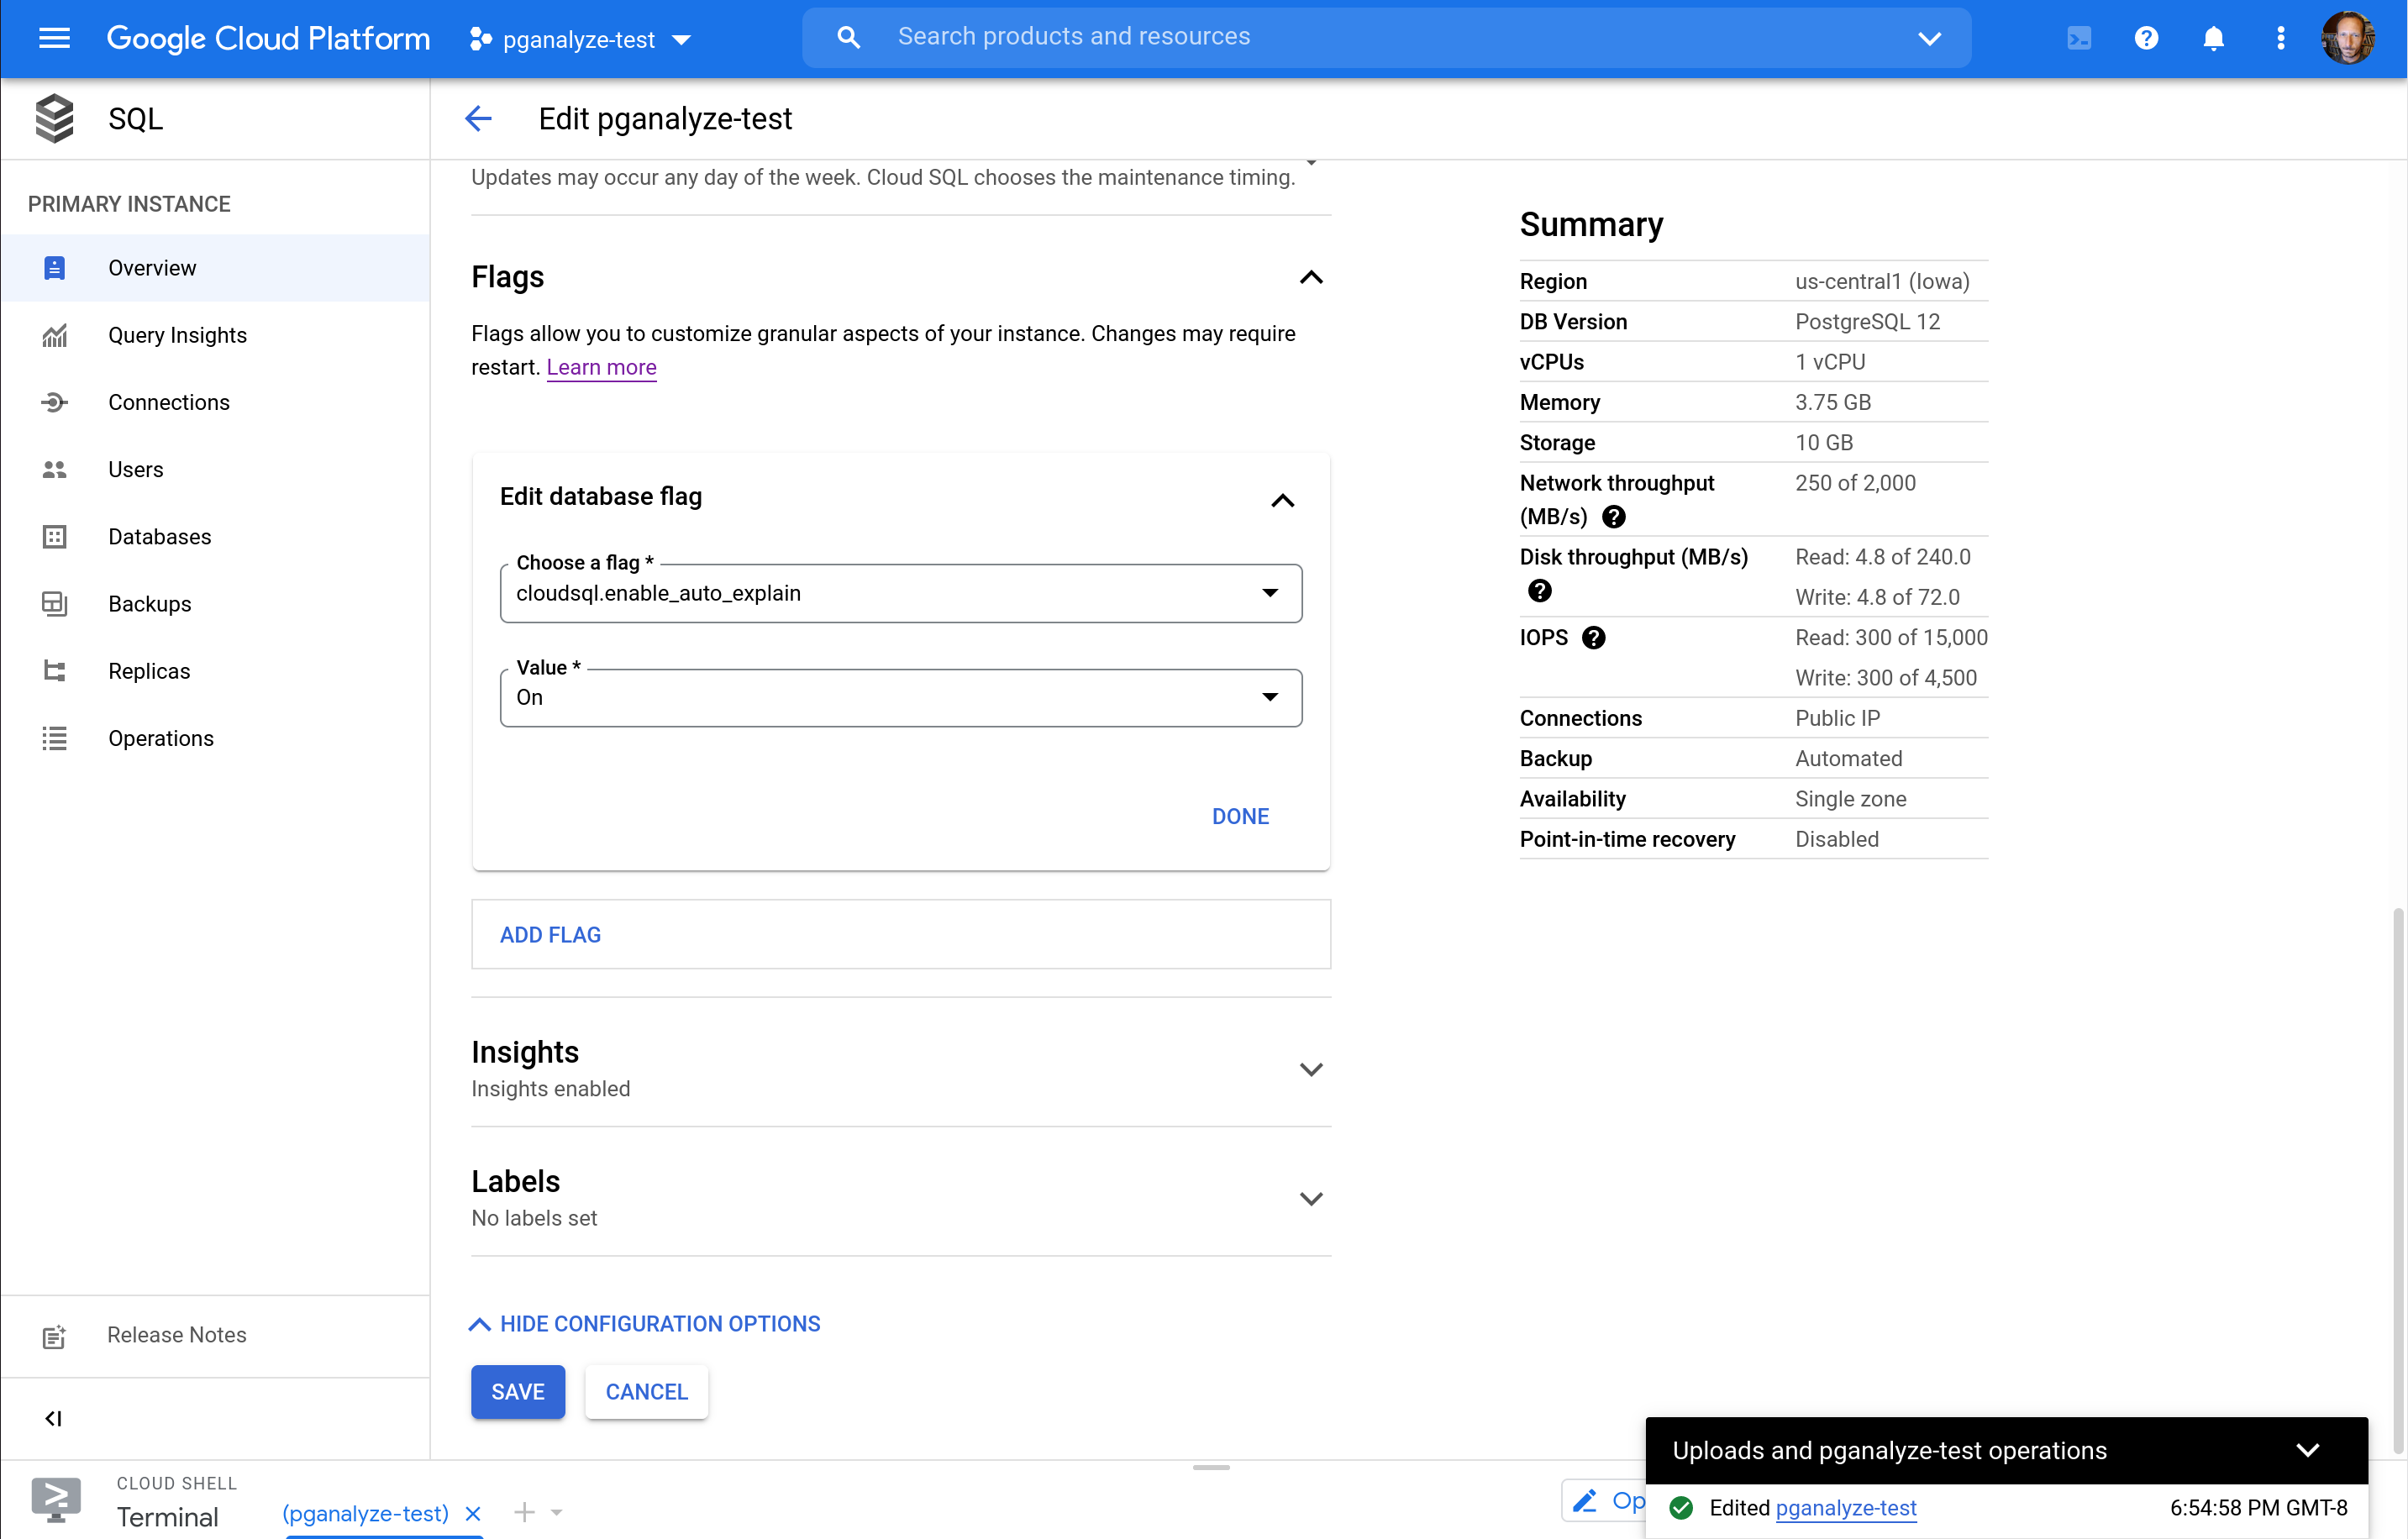 Google Cloud Platform
pganalyze-test
Search products and resources
SQL
Edit pganalyze-test
PRIMARY INSTANCE
Overview
Query Insights
Connections
Users
Databases
Backups
Replicas
Operations
Release Notes
Updates may occur any day of the week. Cloud SQL chooses the maintenance timing.
Flags
Flags allow you to customize granular aspects of your instance. Changes may require
restart. Learn more
Edit database flag
Choose a flag *
cloudsql.enable_auto_explain
Value *
On
DONE
ADD FLAG
Insights
Insights enabled
Labels
No labels set
HIDE CONFIGURATION OPTIONS
SAVE
CANCEL
Summary
Region us-central1 (Iowa)
DB Version PostgreSQL 12
vCPUs 1 vCPU
Memory 3.75 GB
Storage 10 GB
Network throughput 250 of 2,000
(MB/s)
Disk throughput (MB/s) Read: 4.8 of 240.0
Write: 4.8 of 72.0
IOPS Read: 300 of 15,000
Write: 300 of 4,500
Connections Public IP
Backup Automated
Availability Single zone
Point-in-time recovery Disabled
CLOUD SHELL
Terminal
(pganalyze-test)
Op
Uploads and pganalyze-test operations
Edited pganalyze-test 6:54:58 PM GMT-8